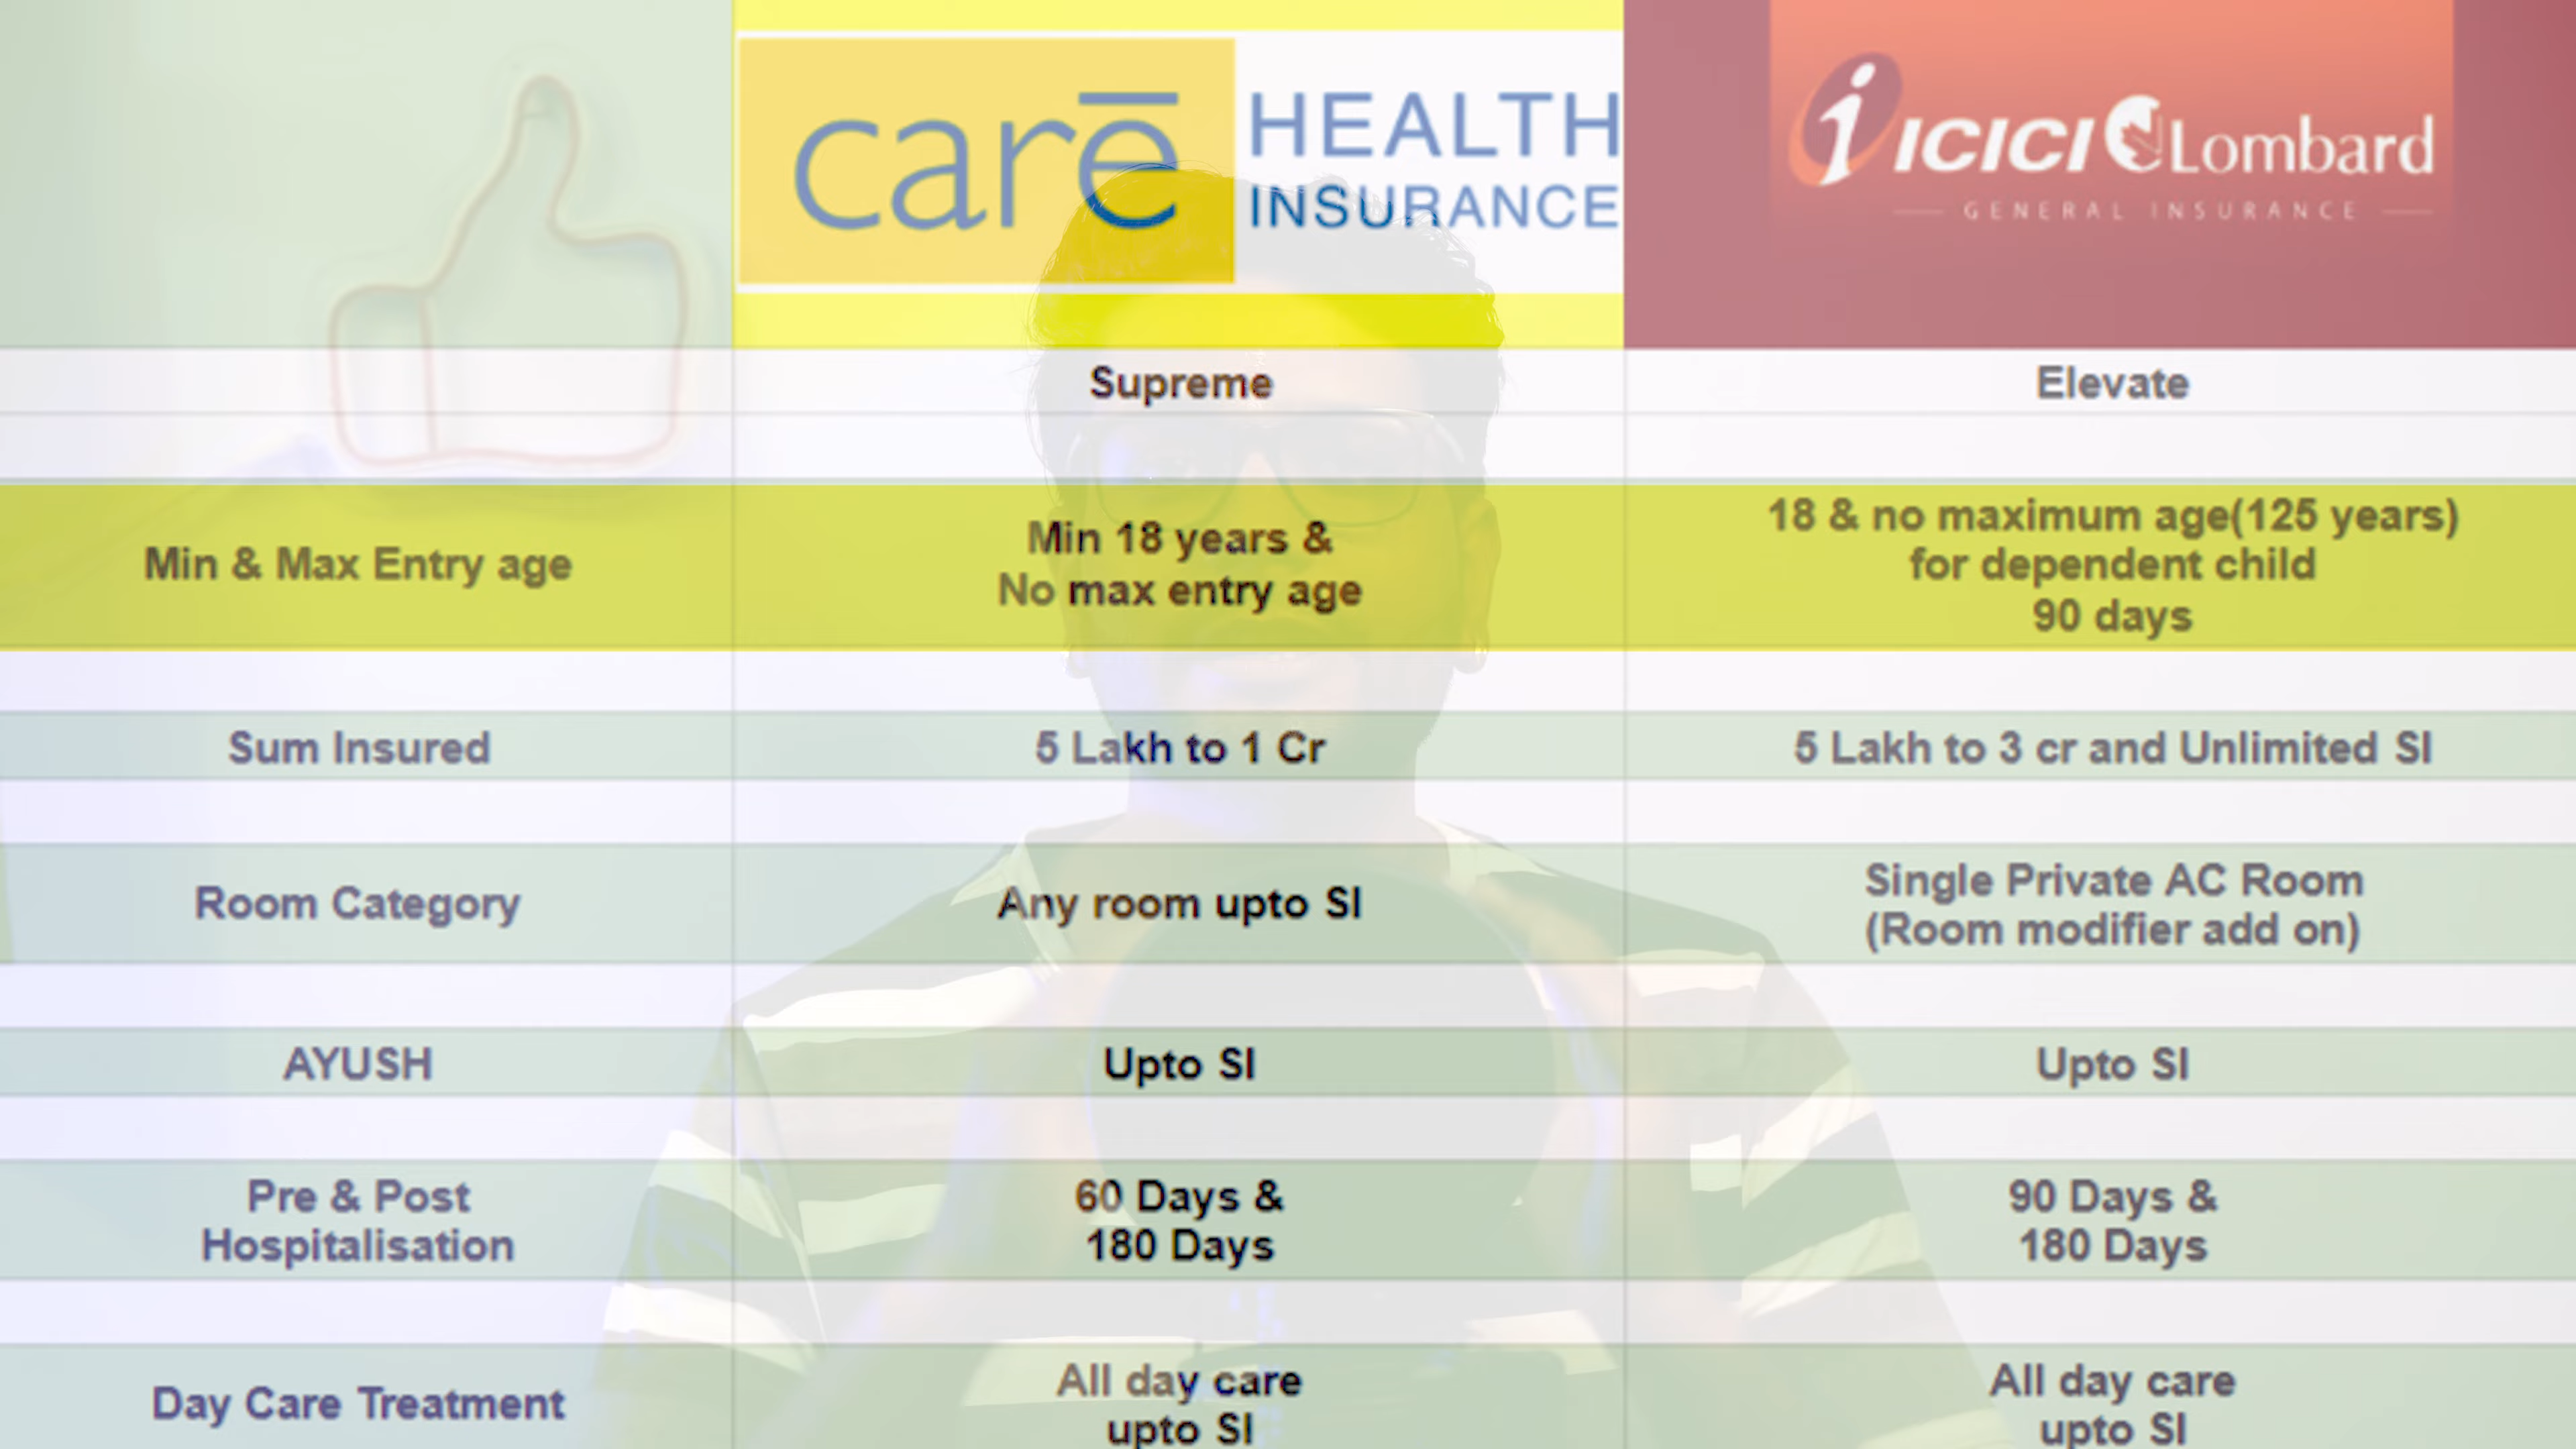 carē HEALTH
INSURANCE
i ICICI Lombard
GENERAL INSURANCE
Supreme
Elevate
Min & Max Entry age
Min 18 years &
No max entry age
18 & no maximum age(125 years)
for dependent child
90 days
Sum Insured
5 Lakh to 1 Cr
5 Lakh to 3 cr and Unlimited SI
Room Category
Any room upto SI
Single Private AC Room
(Room modifier add on)
AYUSH
Upto SI
Upto SI
Pre & Post
Hospitalisation
60 Days &
180 Days
90 Days &
180 Days
Day Care Treatment
All day care
upto SI
All day care
upto SI